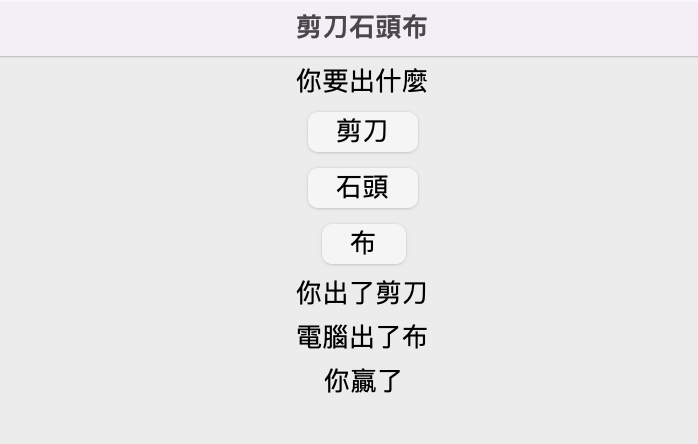 剪刀石頭布
你要出什麼
剪刀
石頭
布
你出了剪刀
電腦出了布
你贏了